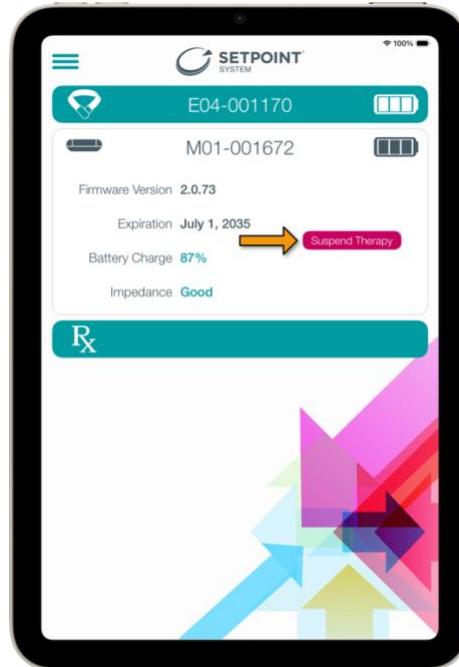 100%
SETPOINT
SYSTEM
E04-001170
M01-001672
Firmware Version 2.0.73
Expiration July 1, 2035
Suspend Therapy
Battery Charge 87%
Impedance Good
Rx